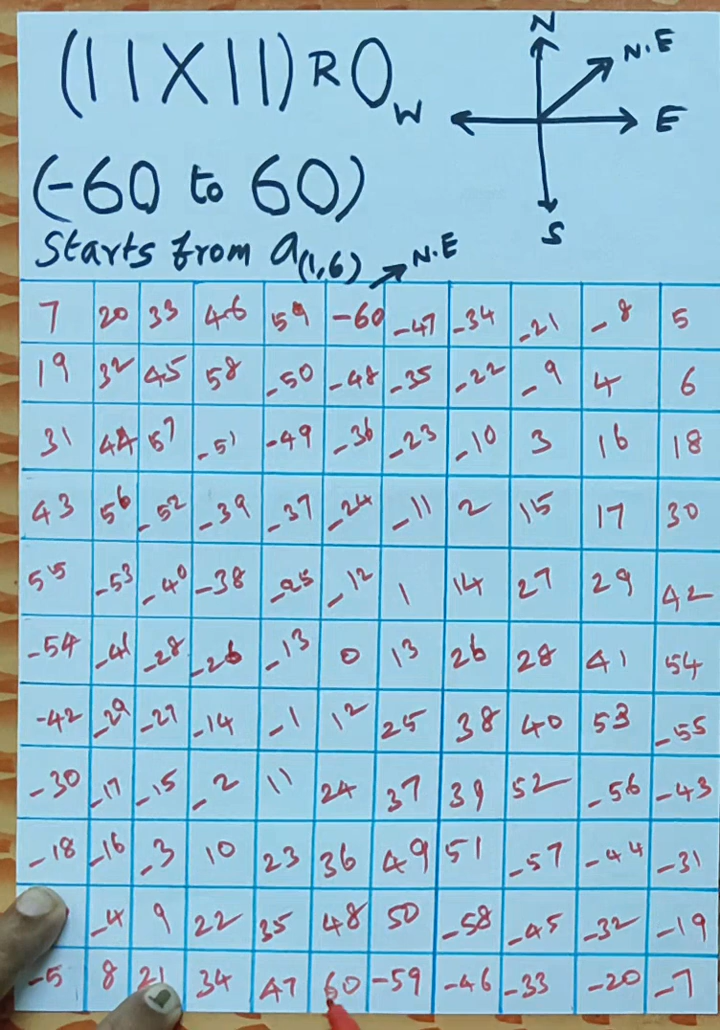 N
(11X11) R0 N.E
W E
(-60 to 60)
S
Starts from a(1,6) N.E
7 20 33 46 59 -60 -47 -34 -21 -8 5
19 32 45 58 -50 -48 -35 -22 -9 4 6
31 44 57 -51 -49 -36 -23 -10 3 16 18
43 56 -52 -39 -37 -24 -11 2 15 17 30
55 -53 -40 -38 -25 -12 1 14 27 29 42
-54 -41 -28 -26 -13 0 13 26 28 41 54
-42 -29 -27 -14 -1 12 25 38 40 53 -55
-30 -17 -15 -2 11 24 37 39 52 -56 -43
-18 -16 -3 10 23 36 49 51 -57 -44 -31
-4 9 22 35 48 50 -58 -45 -32 -19
-5 8 21 34 47 60 -59 -46 -33 -20 -7